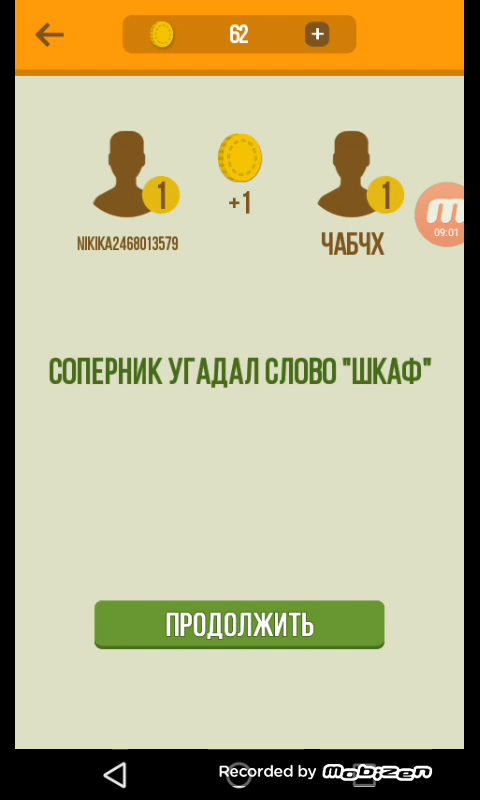 62 +
1 1
+1
NIKIKA2468013579 ЧАБЧХ
m
09:01
СОПЕРНИК УГАДАЛ СЛОВО "ШКАФ"
ПРОДОЛЖИТЬ
Recorded by mobizen